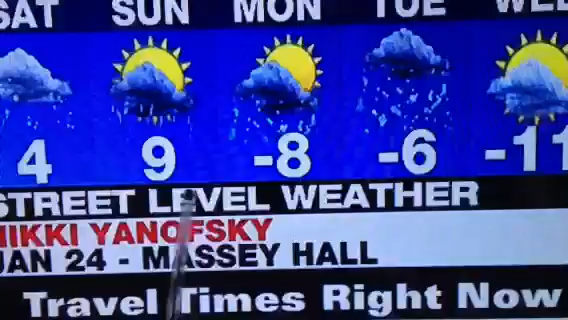 SAT SUN MON TUE WED
4 9 -8 -6 -11
STREET LEVEL WEATHER
NIKKI YANOFSKY
JAN 24 - MASSEY HALL
Travel Times Right Now